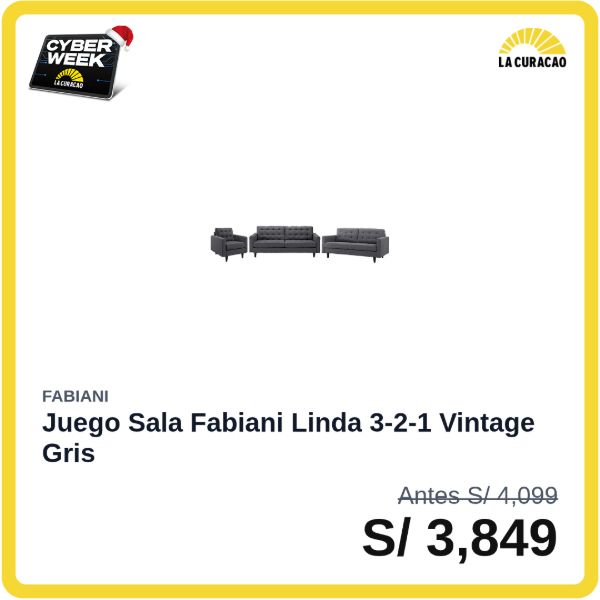 CYBER
WEEK
LA CURACAO
LA CURACAO
FABIANI
Juego Sala Fabiani Linda 3-2-1 Vintage
Gris
Antes S/ 4,099
S/ 3,849